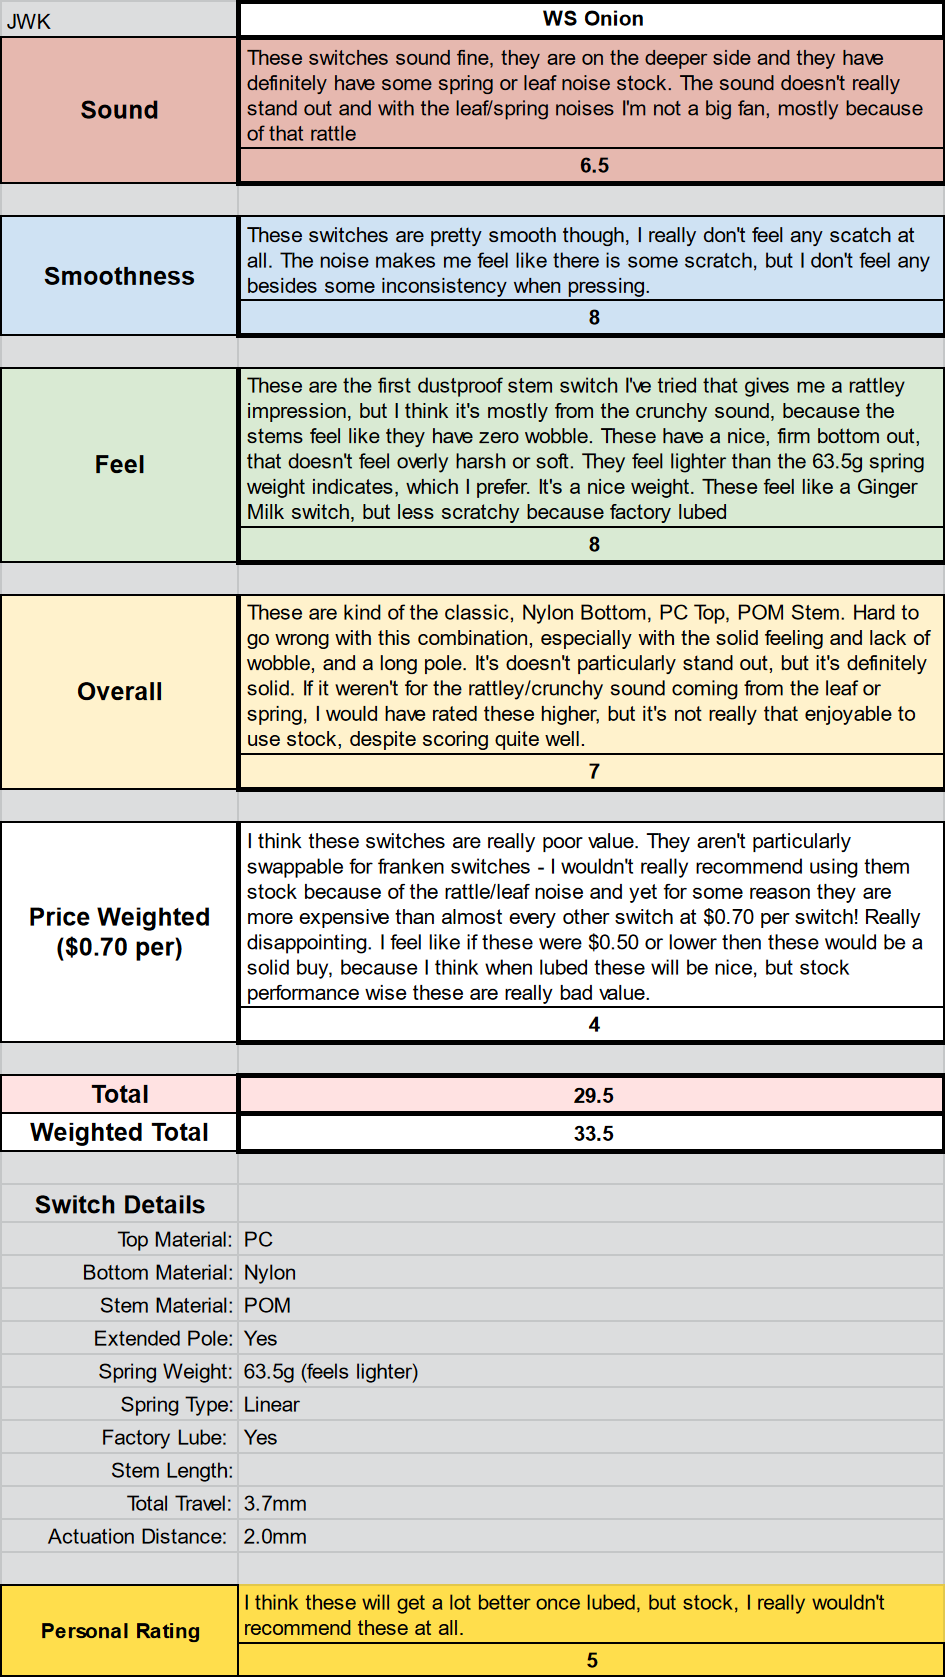 JWK
WS Onion
Sound
These switches sound fine, they are on the deeper side and they have
definitely have some spring or leaf noise stock. The sound doesn't really
stand out and with the leaf/spring noises I'm not a big fan, mostly because
of that rattle
6.5
Smoothness
These switches are pretty smooth though, I really don't feel any scatch at
all. The noise makes me feel like there is some scratch, but I don't feel any
besides some inconsistency when pressing.
8
Feel
These are the first dustproof stem switch I've tried that gives me a rattley
impression, but I think it's mostly from the crunchy sound, because the
stems feel like they have zero wobble. These have a nice, firm bottom out,
that doesn't feel overly harsh or soft. They feel lighter than the 63.5g spring
weight indicates, which I prefer. It's a nice weight. These feel like a Ginger
Milk switch, but less scratchy because factory lubed
8
Overall
These are kind of the classic, Nylon Bottom, PC Top, POM Stem. Hard to
go wrong with this combination, especially with the solid feeling and lack of
wobble, and a long pole. It's doesn't particularly stand out, but it's definitely
solid. If it weren't for the rattley/crunchy sound coming from the leaf or
spring, I would have rated these higher, but it's not really that enjoyable to
use stock, despite scoring quite well.
7
Price Weighted
($0.70 per)
I think these switches are really poor value. They aren't particularly
swappable for franken switches - I wouldn't really recommend using them
stock because of the rattle/leaf noise and yet for some reason they are
more expensive than almost every other switch at $0.70 per switch! Really
disappointing. I feel like if these were $0.50 or lower then these would be a
solid buy, because I think when lubed these will be nice, but stock
performance wise these are really bad value.
4
Total
29.5
Weighted Total
33.5
Switch Details
Top Material: PC
Bottom Material: Nylon
Stem Material: POM
Extended Pole: Yes
Spring Weight: 63.5g (feels lighter)
Spring Type: Linear
Factory Lube: Yes
Stem Length:
Total Travel: 3.7mm
Actuation Distance: 2.0mm
Personal Rating
I think these will get a lot better once lubed, but stock, I really wouldn't
recommend these at all.
5